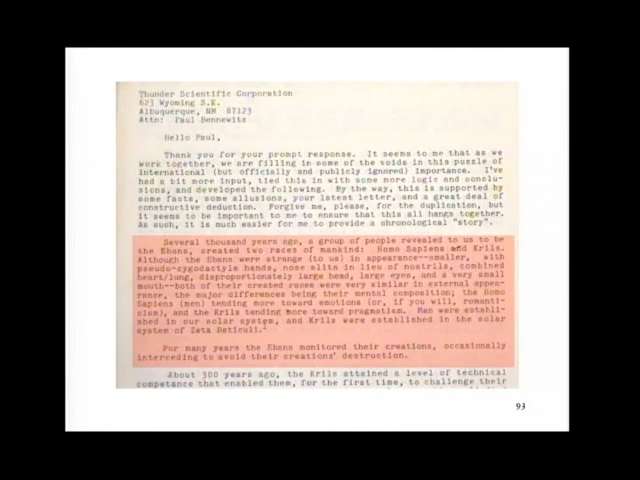 Thunder Scientific Corporation
623 Wyoming S.E.
Albuquerque, NM 87123
Attn: Paul Bennewitz
Hello Paul,
Thank you for your prompt response. It seems to me that as we
work together, we are filling in some of the voids in this puzzle of
international (but officially and publicly ignored) importance. I've
had a bit more input, tied this in with some more logic and conclu-
sions, and developed the following. By the way, this is supported by
some facts, some allusions, your latest letter, and a great deal of
constructive deduction. Forgive me, please, for the duplication, but
it seems to be important to me to ensure that this all hangs together.
As such, it is much easier for me to provide a chronological "story".
Several thousand years ago, a group of people revealed to us to be
the Ebans, created two races of mankind: Homo Sapiens and Krils.
Although the Ebans were strange (to us) in appearance--smaller, with
pseudo-zygodactyle hands, nose slits in lieu of nostrils, combined
heart/lung, disproportionately large head, large eyes, and a very small
mouth--both of their created races were very similar in external appea-
rance, the major differences being their mental composition; the Homo
Sapiens (men) tending more toward emotions (or, if you will, romanti-
cism), and the Krils tending more toward pragmatism. Men were establi-
shed in our solar system, and Krils were established in the solar
system of Zeta Reticuli.
For many years the Ebans monitored their creations, occasionally
interceding to avoid their creations' destruction.
About 300 years ago, the Krils attained a level of technical
competance that enabled them, for the first time, to challenge their
93